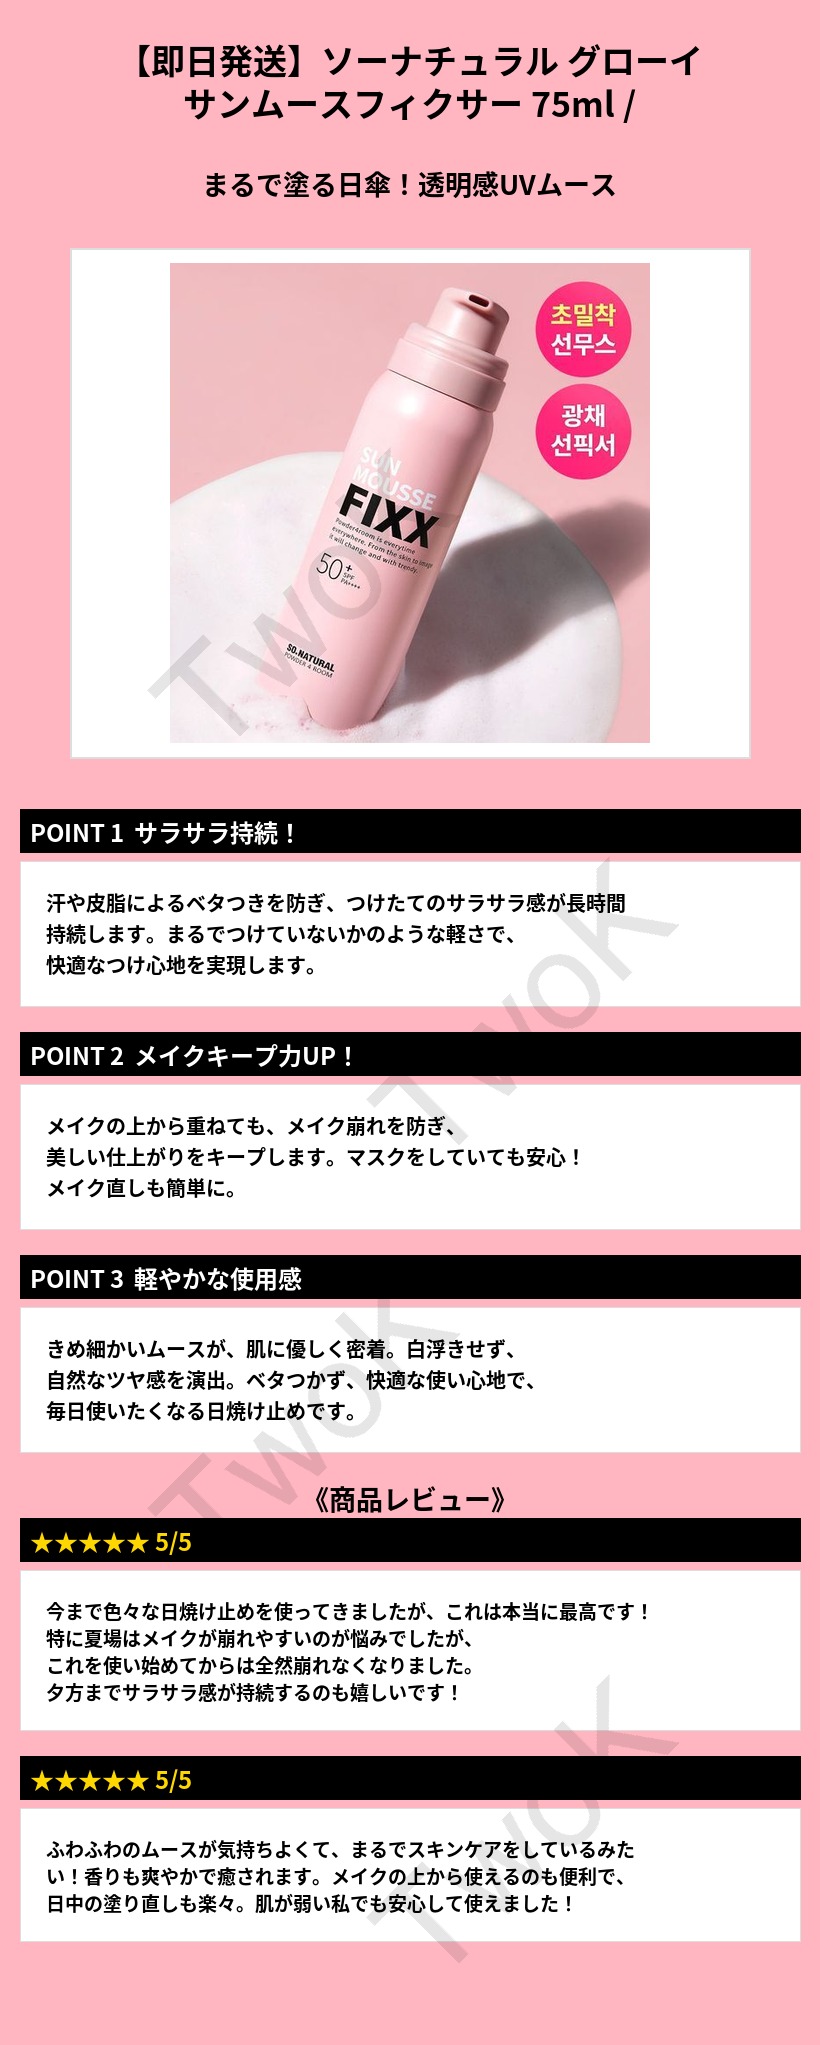 【即日発送】ソーナチュラル グローイ
サンムースフィクサー 75ml /
まるで塗る日傘！透明感UVムース
초밀착
선무스
광채
선픽서
SUN
MOUSSE
FIXX
Powder4room is everytime
everywhere. From the skin to image
it will change and with trendy.
50+
SPF
PA++++
SO.NATURAL
POWDER 4 ROOM
TwoK
POINT 1 サラサラ持続！
汗や皮脂によるベタつきを防ぎ、つけたてのサラサラ感が長時間
持続します。まるでつけていないかのような軽さで、
快適なつけ心地を実現します。
TwoK
POINT 2 メイクキープ力UP！
メイクの上から重ねても、メイク崩れを防ぎ、
美しい仕上がりをキープします。マスクをしていても安心！
メイク直しも簡単に。
POINT 3 軽やかな使用感
きめ細かいムースが、肌に優しく密着。白浮きせず、
自然なツヤ感を演出。ベタつかず、快適な使い心地で、
毎日使いたくなる日焼け止めです。
TwoK
《商品レビュー》
★★★★★ 5/5
今まで色々な日焼け止めを使ってきましたが、これは本当に最高です！
特に夏場はメイクが崩れやすいのが悩みでしたが、
これを使い始めてからは全然崩れなくなりました。
夕方までサラサラ感が持続するのも嬉しいです！
★★★★★ 5/5
ふわふわのムースが気持ちよくて、まるでスキンケアをしているみた
い！香りも爽やかで癒されます。メイクの上から使えるのも便利で、
日中の塗り直しも楽々。肌が弱い私でも安心して使えました！
TwoK